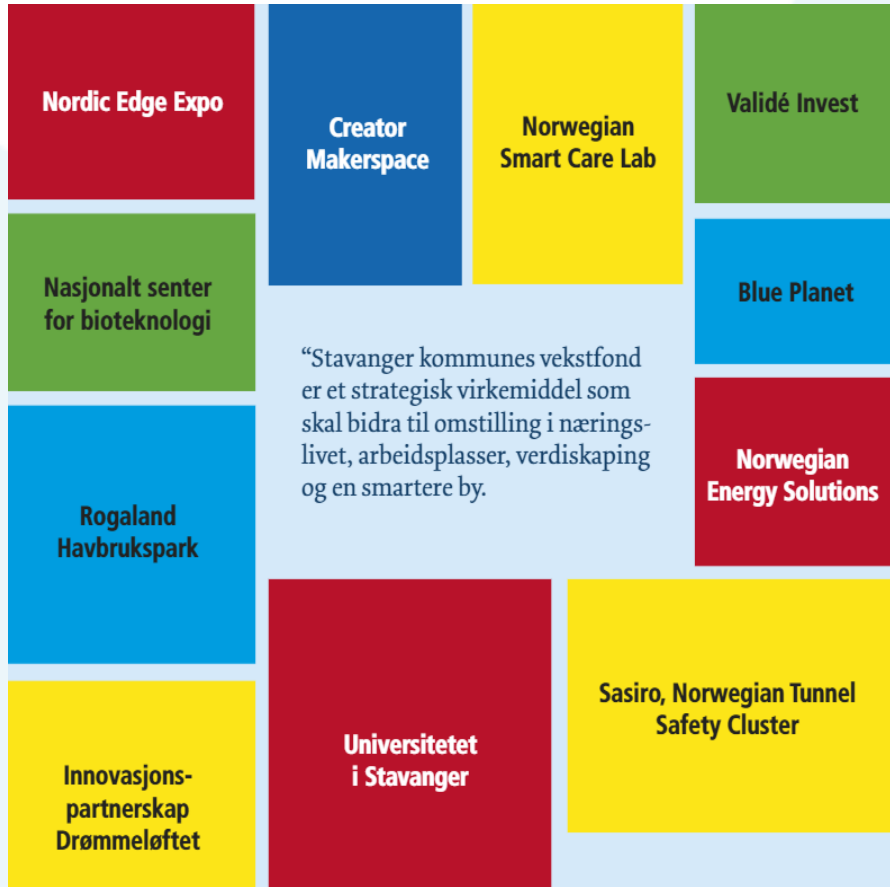 Nordic Edge Expo
Creator
Makerspace
Norwegian
Smart Care Lab
Validé Invest
Nasjonalt senter
for bioteknologi
Blue Planet
“Stavanger kommunes vekstfond
er et strategisk virkemiddel som
skal bidra til omstilling i nærings-
livet, arbeidsplasser, verdiskaping
og en smartere by.
Norwegian
Energy Solutions
Rogaland
Havbrukspark
Innovasjons-
partnerskap
Drømmeløftet
Universitetet
i Stavanger
Sasiro, Norwegian Tunnel
Safety Cluster